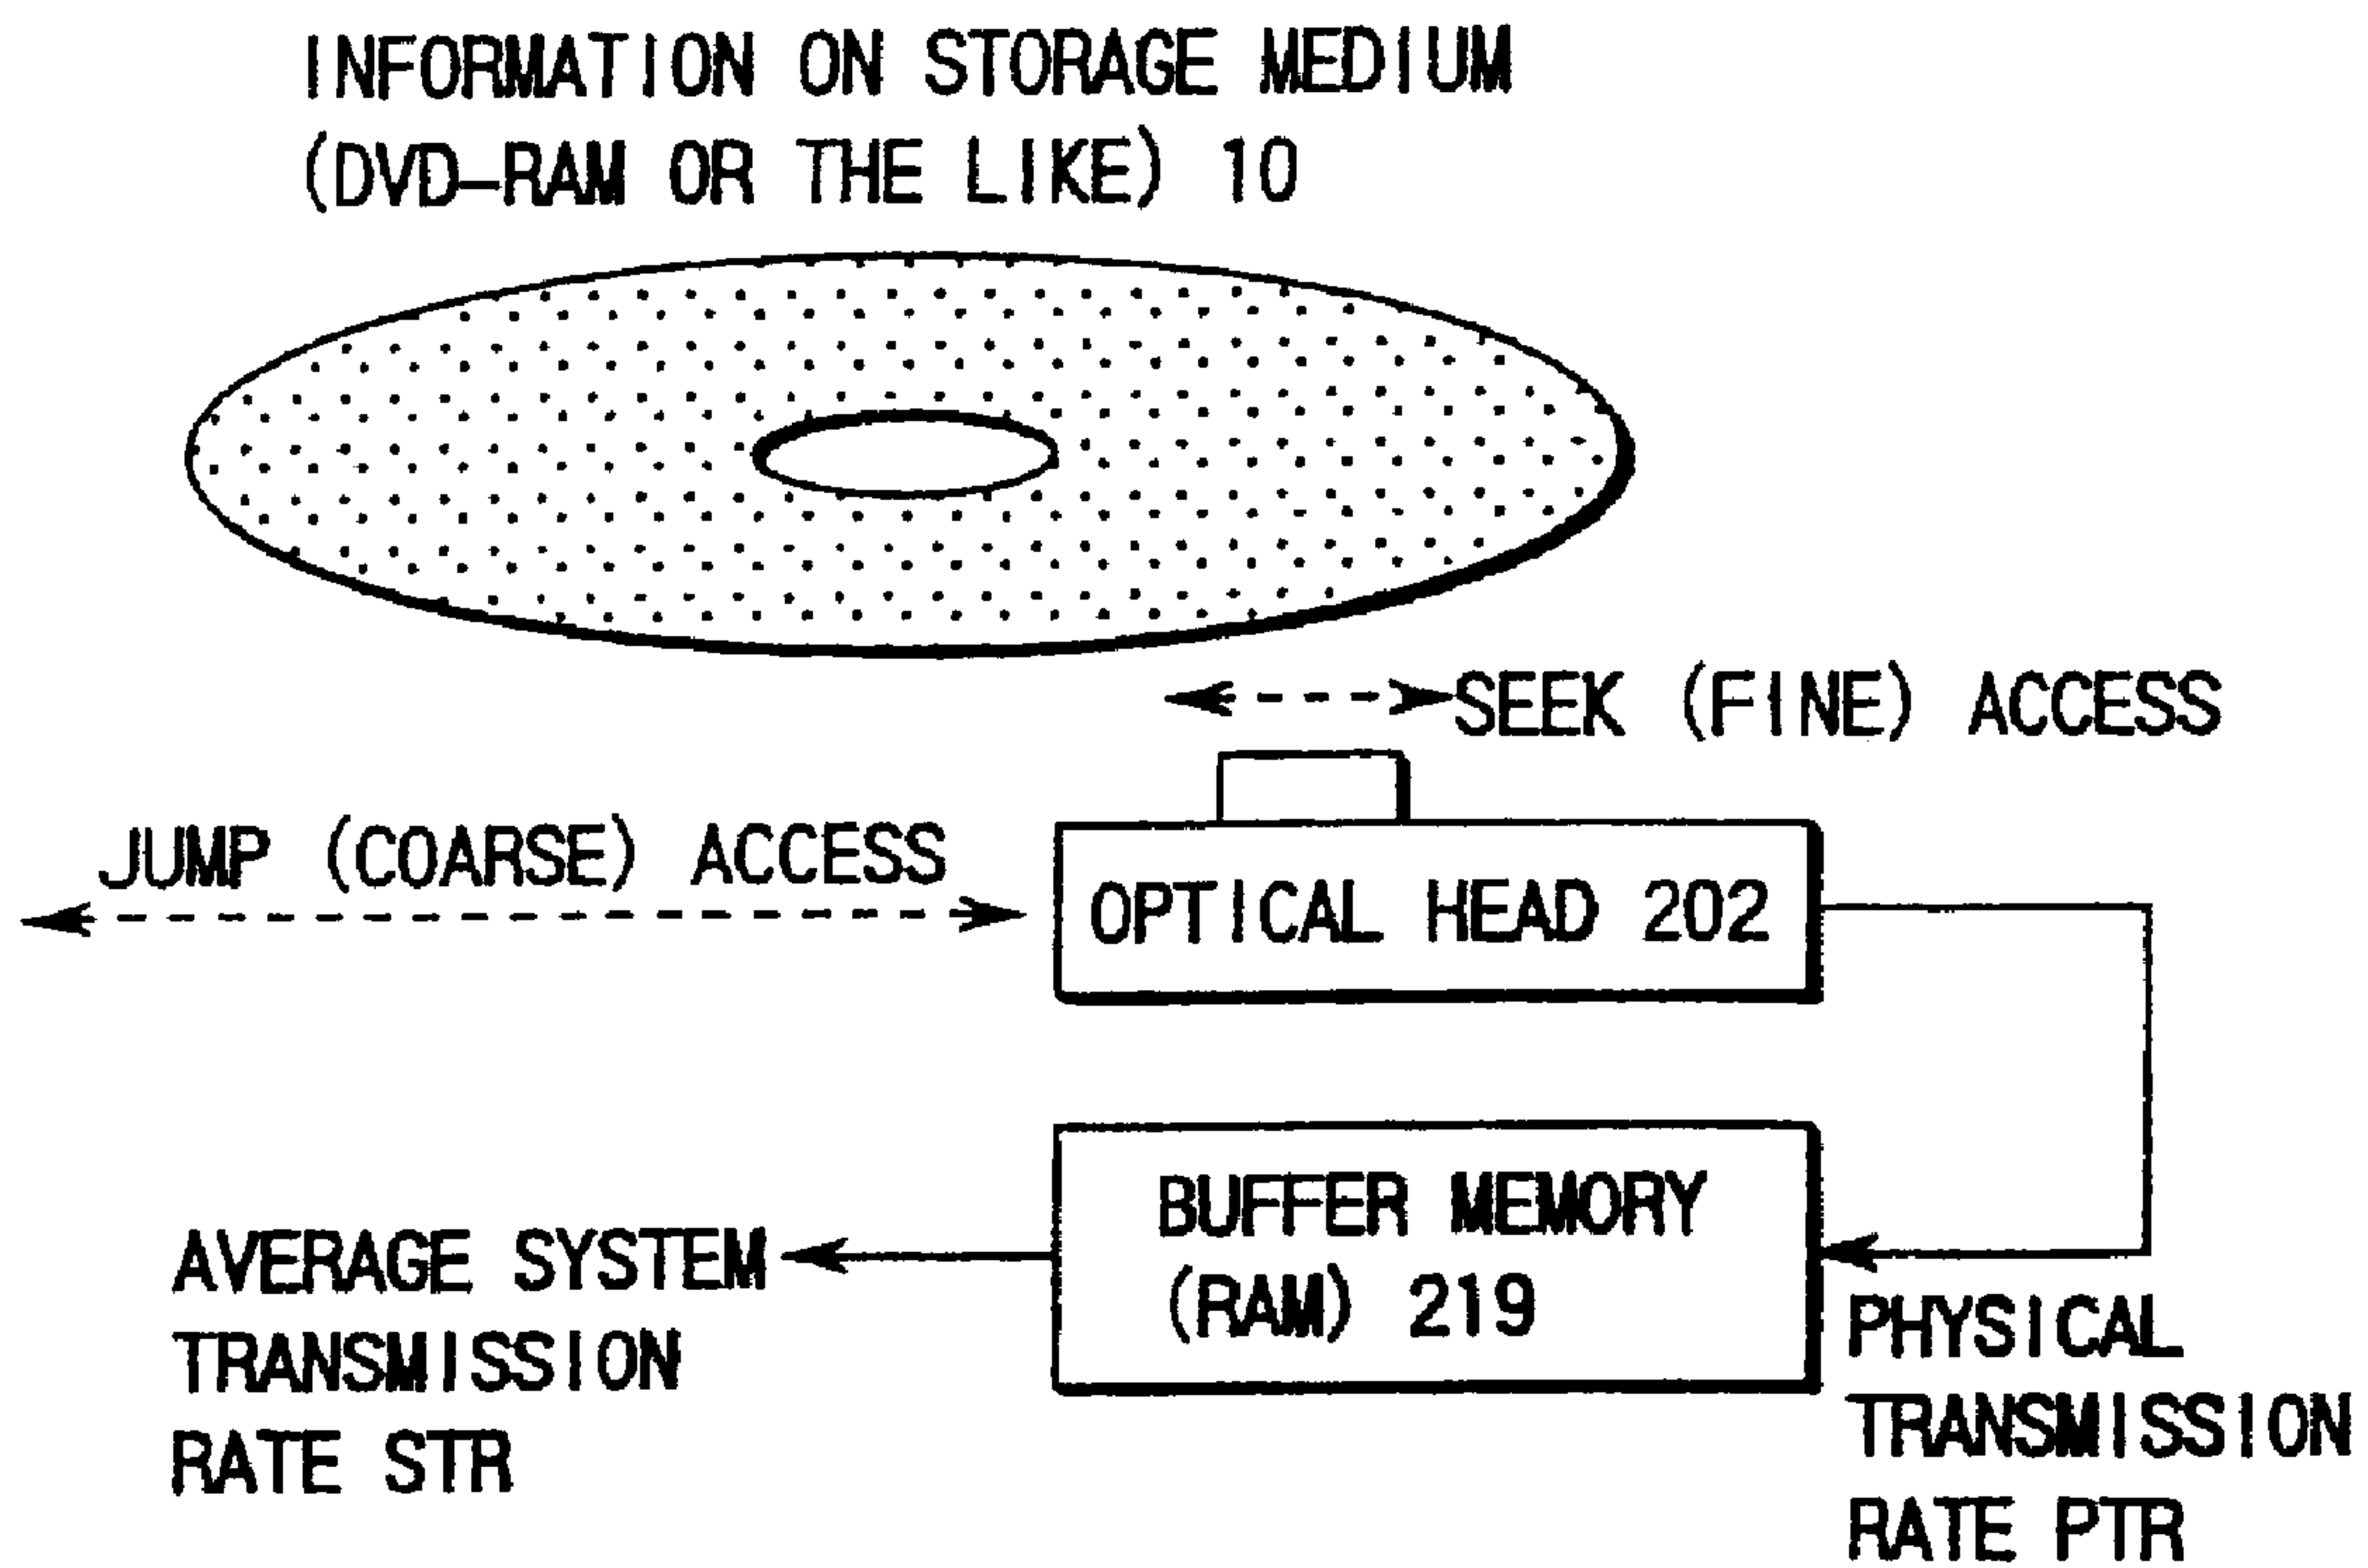 INFORMATION ON STORAGE MEDIUM
(DVD-RAM OR THE LIKE) 10
SEEK (FINE) ACCESS
JUMP (COARSE) ACCESS
OPTICAL HEAD 202
BUFFER MEMORY
(RAM) 219
AVERAGE SYSTEM
TRANSMISSION
RATE STR
PHYSICAL
TRANSMISSION
RATE PTR